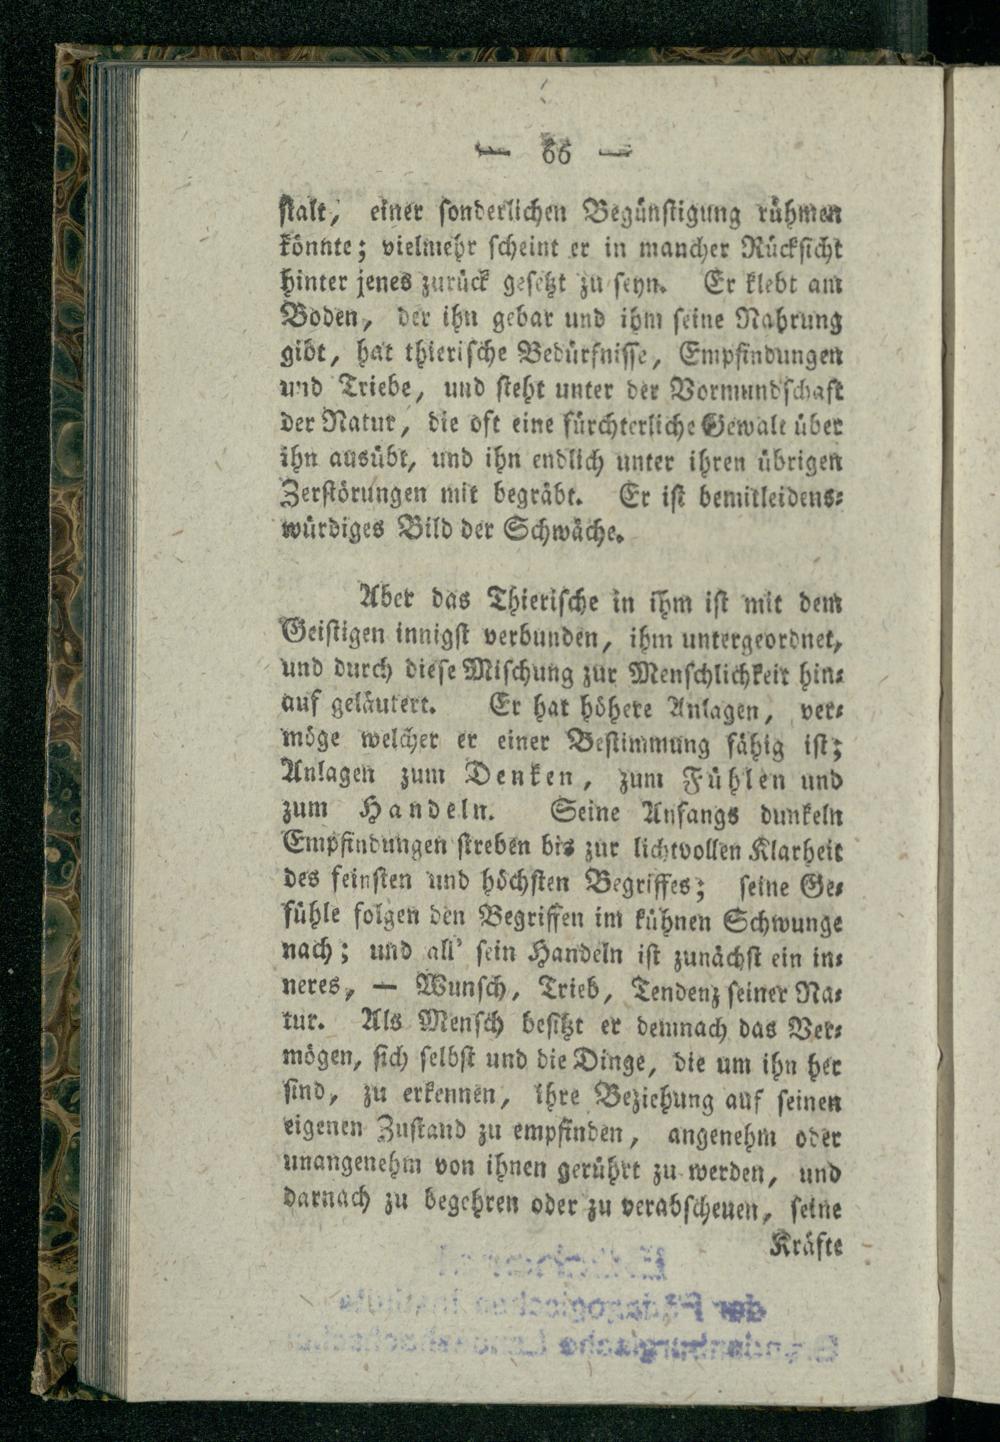 — 66 —
stalt, einer sonderlichen Begünstigung rühmen
könnte; vielmehr scheint er in mancher Rücksicht
hinter jenes zurück gesetzt zu seyn. Er klebt am
Boden, der ihn gebar und ihm seine Nahrung
gibt, hat thierische Bedürfnisse, Empfindungen
und Triebe, und steht unter der Vormundschaft
der Natur, die oft eine fürchterliche Gewalt über
ihn ausübt, und ihn endlich unter ihren übrigen
Zerstörungen mit begräbt. Er ist bemitleidens-
würdiges Bild der Schwäche.
Aber das Thierische in ihm ist mit dem
Geistigen innigst verbunden, ihm untergeordnet,
und durch diese Mischung zur Menschlichkeit hin-
auf geläutert. Er hat höhere Anlagen, ver-
möge welcher er einer Bestimmung fähig ist;
Anlagen zum Denken, zum Fühlen und
zum Handeln. Seine Anfangs dunkeln
Empfindungen streben bis zur lichtvollen Klarheit
des feinsten und höchsten Begriffes; seine Ge-
fühle folgen den Begriffen im kühnen Schwunge
nach; und all' sein Handeln ist zunächst ein in-
neres, — Wunsch, Trieb, Tendenz seiner Na-
tur. Als Mensch besitzt er demnach das Ver-
mögen, sich selbst und die Dinge, die um ihn her
sind, zu erkennen, ihre Beziehung auf seinen
eigenen Zustand zu empfinden, angenehm oder
unangenehm von ihnen gerührt zu werden, und
darnach zu begehren oder zu verabscheuen, seine
Kräfte